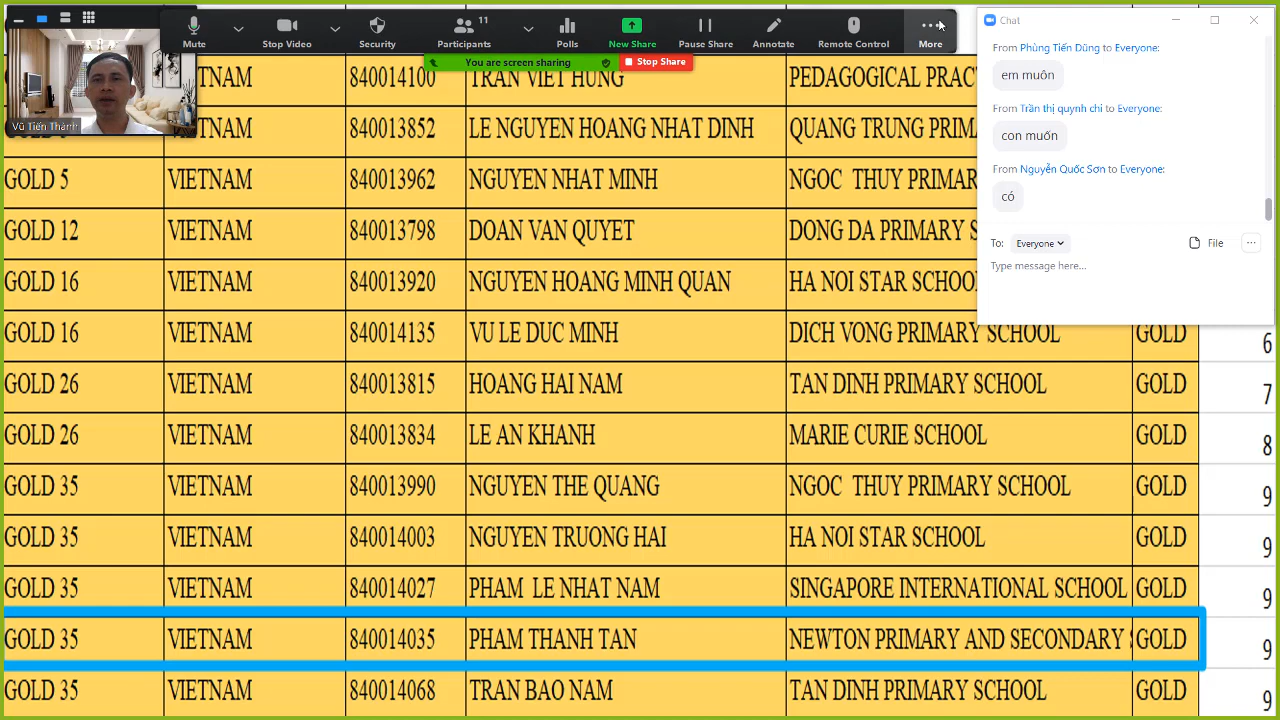 Mute
Stop Video
Security
Participants
11
Polls
New Share
Pause Share
Annotate
Remote Control
More
You are screen sharing
Stop Share
Vũ Tiến Thành
Chat
From Phùng Tiến Dũng to Everyone:
em muôn
From Trần thị quynh chi to Everyone:
con muốn
From Nguyễn Quốc Sơn to Everyone:
có
To: Everyone
File
Type message here...
TNAM 840014100 TRAN VIET HUNG PEDAGOGICAL PRAC
VIETNAM 840013852 LE NGUYEN HOANG NHAT DINH QUANG TRUNG PRIMA
GOLD 5 VIETNAM 840013962 NGUYEN NHAT MINH NGOC THUY PRIMAR
GOLD 12 VIETNAM 840013798 DOAN VAN QUYET DONG DA PRIMARY S
GOLD 16 VIETNAM 840013920 NGUYEN HOANG MINH QUAN HA NOI STAR SCHOOL
GOLD 16 VIETNAM 840014135 VU LE DUC MINH DICH VONG PRIMARY SCHOOL GOLD 6
GOLD 26 VIETNAM 840013815 HOANG HAI NAM TAN DINH PRIMARY SCHOOL GOLD 7
GOLD 26 VIETNAM 840013834 LE AN KHANH MARIE CURIE SCHOOL GOLD 8
GOLD 35 VIETNAM 840013990 NGUYEN THE QUANG NGOC THUY PRIMARY SCHOOL GOLD 9
GOLD 35 VIETNAM 840014003 NGUYEN TRUONG HAI HA NOI STAR SCHOOL GOLD 9
GOLD 35 VIETNAM 840014027 PHAM LE NHAT NAM SINGAPORE INTERNATIONAL SCHOOL GOLD 9
GOLD 35 VIETNAM 840014035 PHAM THANH TAN NEWTON PRIMARY AND SECONDARY GOLD 9
GOLD 35 VIETNAM 840014068 TRAN BAO NAM TAN DINH PRIMARY SCHOOL GOLD 9